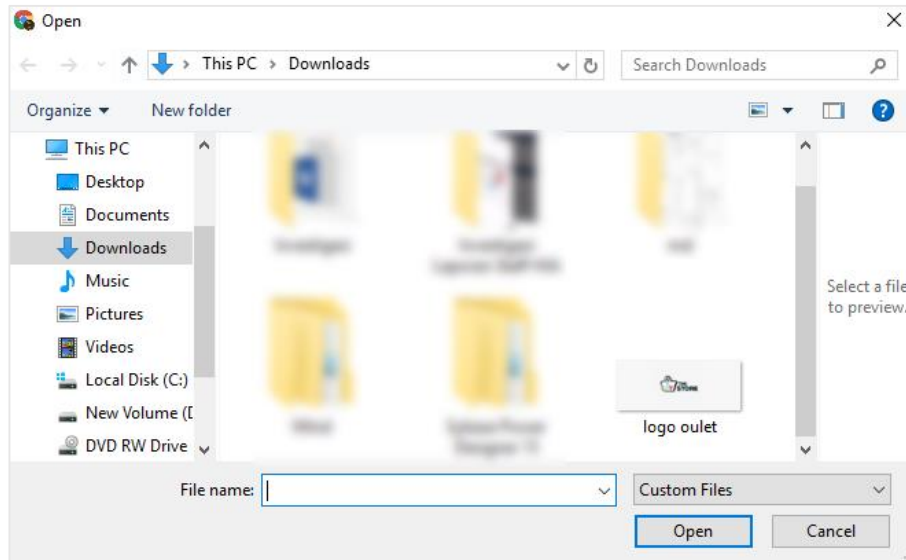 Open
This PC > Downloads
Search Downloads
Organize
New folder
This PC
Desktop
Documents
Downloads
Music
Pictures
Videos
Local Disk (C:)
New Volume (D
DVD RW Drive
logo oulet
Select a file
to preview.
File name:
Custom Files
Open
Cancel